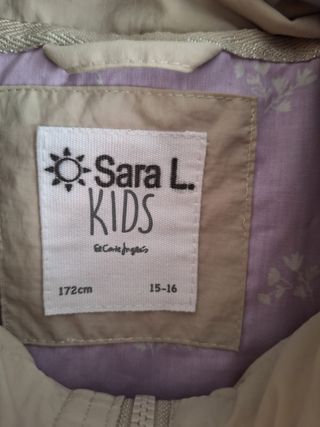 Sara L.
KIDS
El Corte Inglés
172cm 15-16